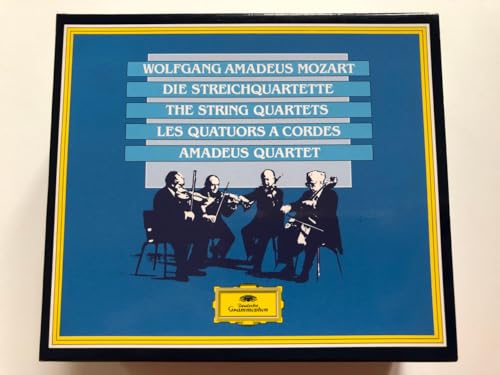 WOLFGANG AMADEUS MOZART
DIE STREICHQUARTETTE
THE STRING QUARTETS
LES QUATUORS A CORDES
AMADEUS QUARTET
Deutsche
Grammophon